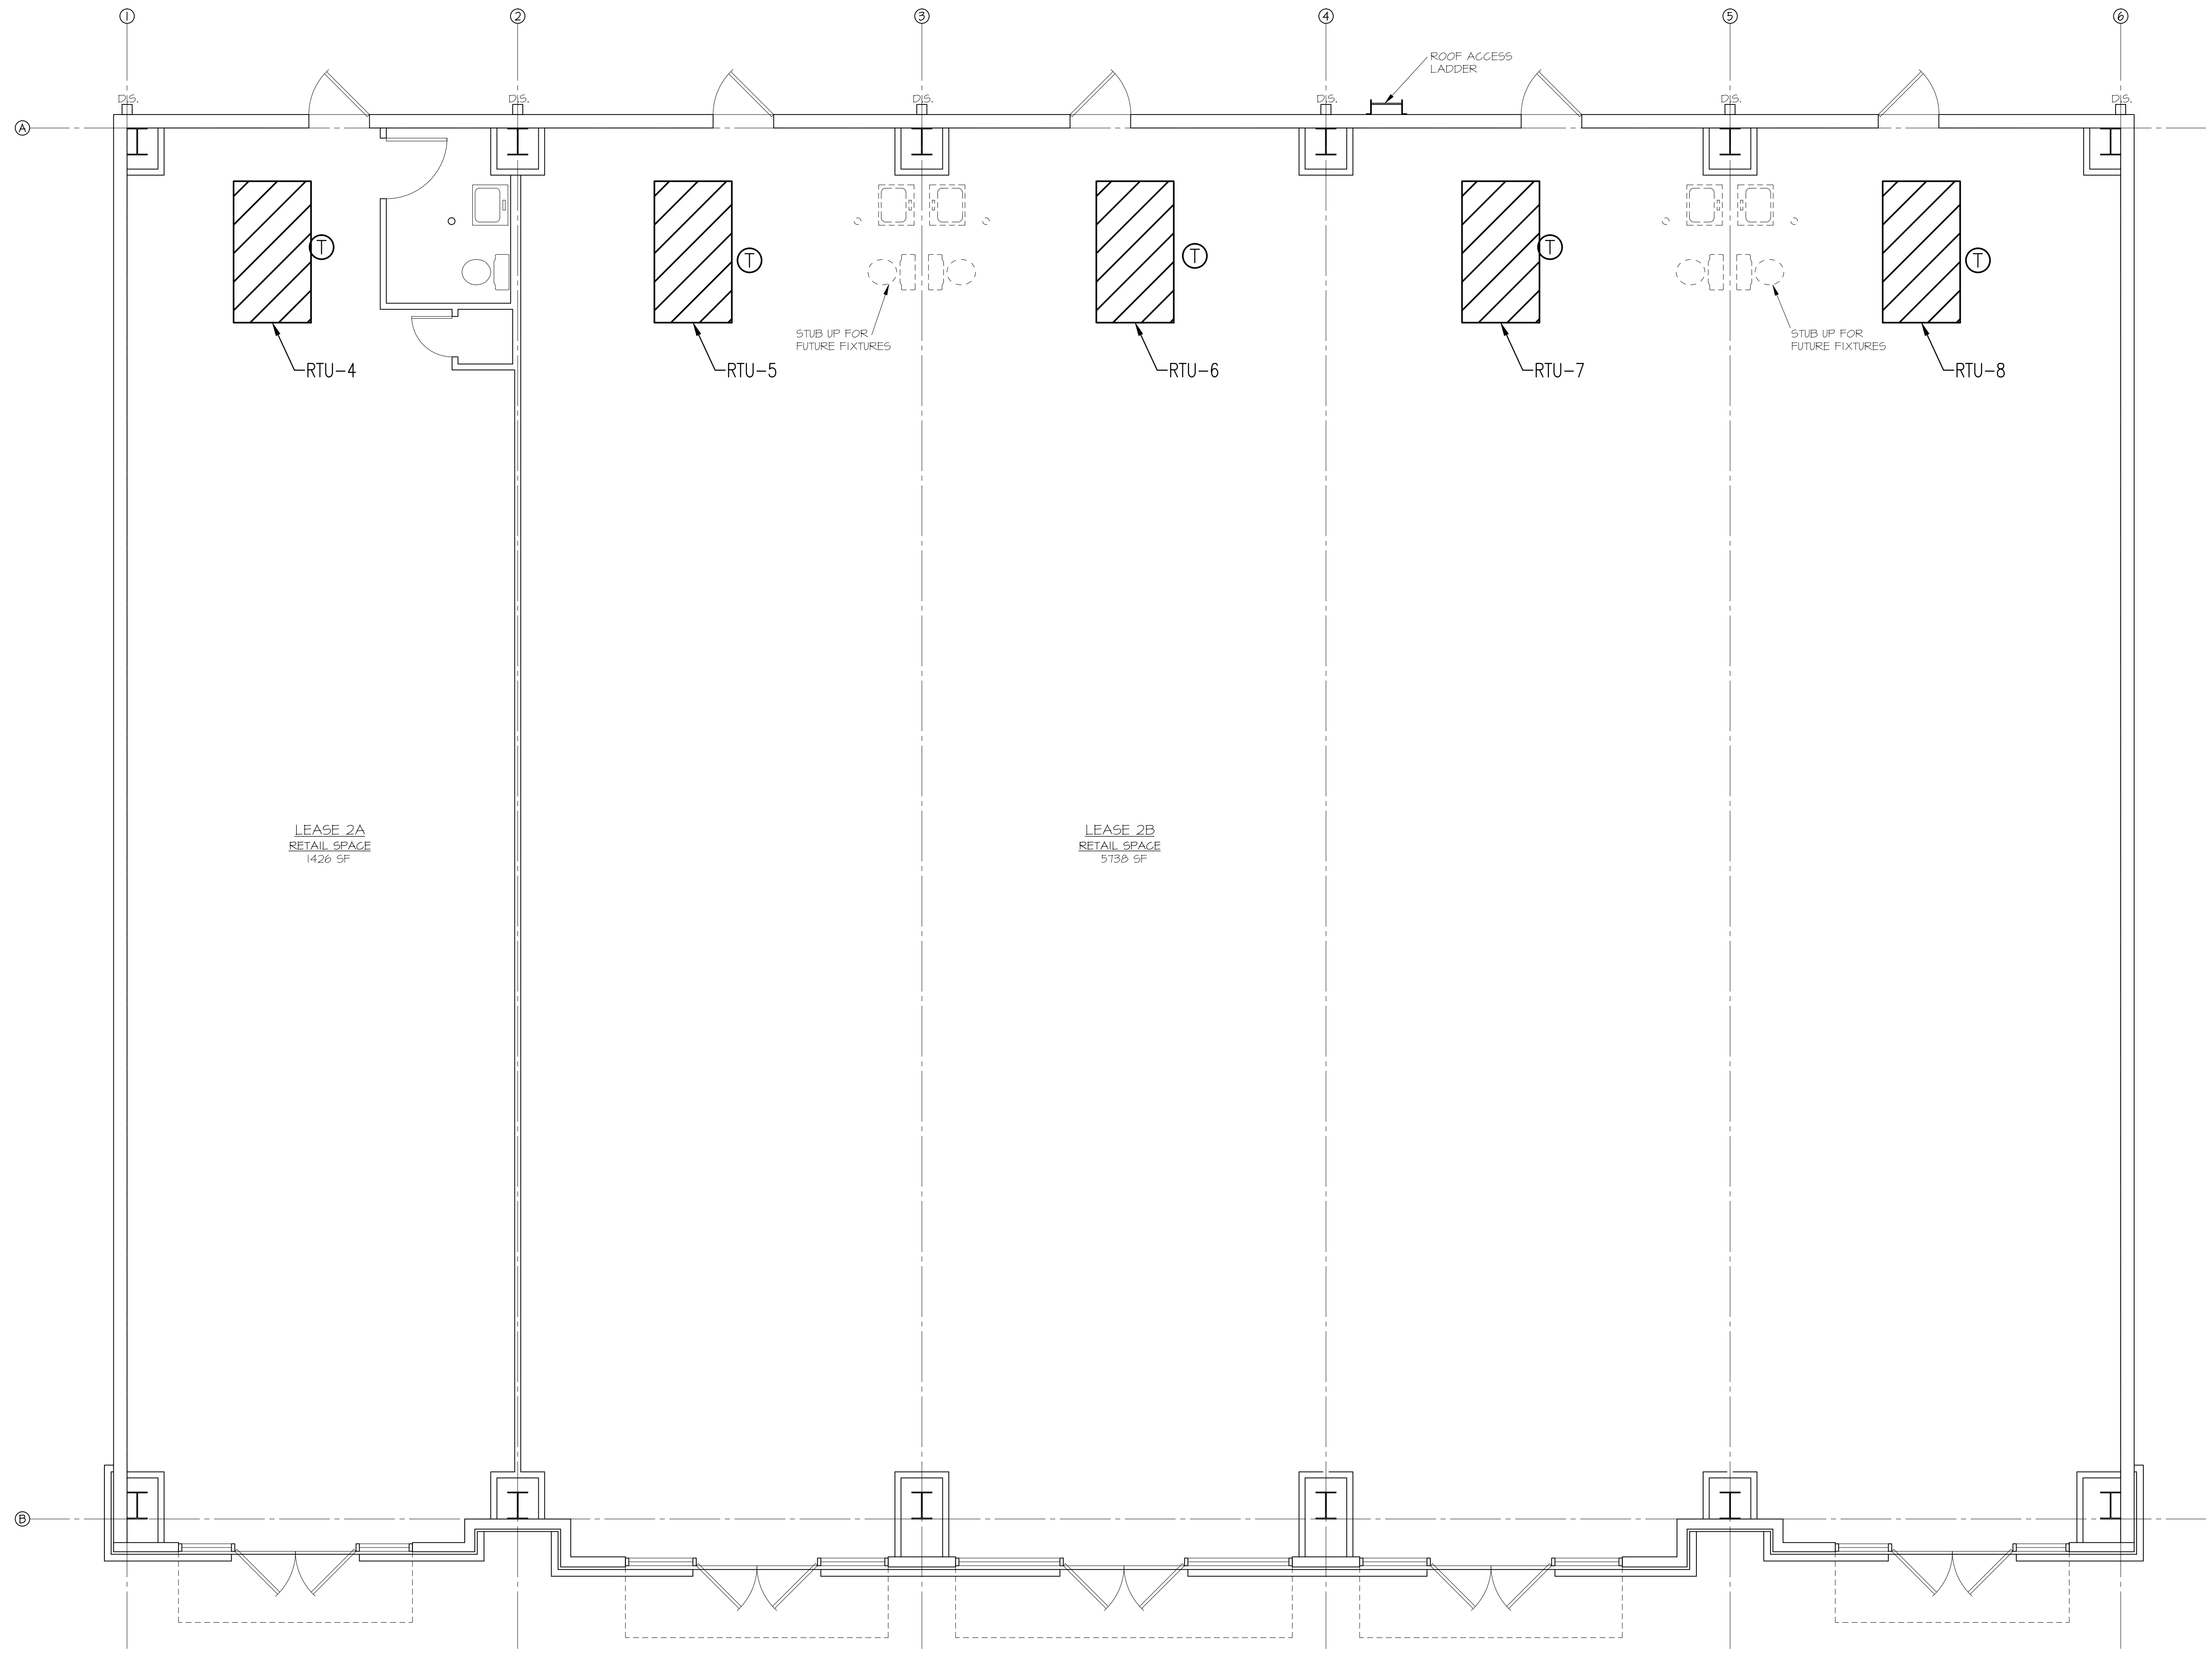 1 2 3 4 5 6
ROOF ACCESS
LADDER
DIS. DIS. DIS. DIS. DIS. DIS.
A
T T T T T
STUB UP FOR
FUTURE FIXTURES
STUB UP FOR
FUTURE FIXTURES
RTU-4 RTU-5 RTU-6 RTU-7 RTU-8
LEASE 2A
RETAIL SPACE
1426 SF
LEASE 2B
RETAIL SPACE
5738 SF
B